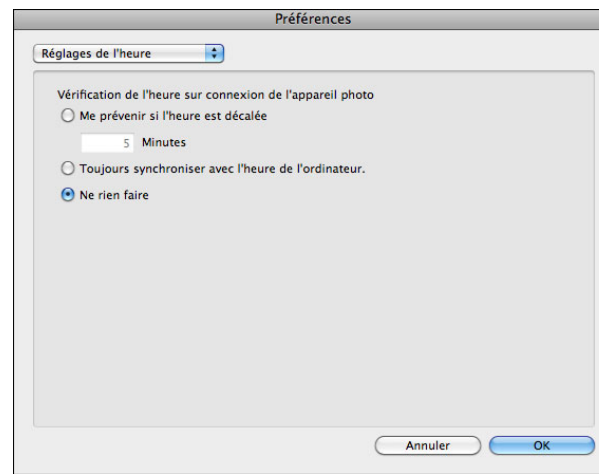 Préférences
Réglages de l'heure
Vérification de l'heure sur connexion de l'appareil photo
Me prévenir si l'heure est décalée
5 Minutes
Toujours synchroniser avec l'heure de l'ordinateur.
Ne rien faire
Annuler OK